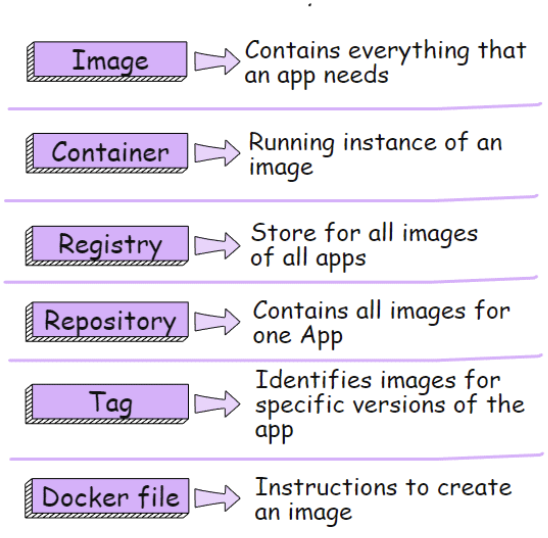 Image
Contains everything that
an app needs
Container
Running instance of an
image
Registry
Store for all images
of all apps
Repository
Contains all images for
one App
Tag
Identifies images for
specific versions of the
app
Docker file
Instructions to create
an image